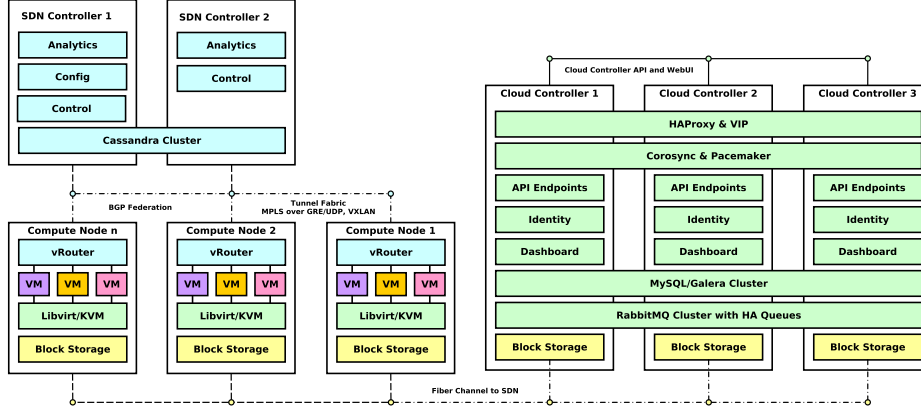 SDN Controller 1
Analytics
Config
Control
SDN Controller 2
Analytics
Control
Cassandra Cluster
BGP Federation
Tunnel Fabric
MPLS over GRE/UDP, VXLAN
Compute Node n
vRouter
VM VM VM
Libvirt/KVM
Block Storage
Compute Node 2
vRouter
VM VM VM
Libvirt/KVM
Block Storage
Compute Node 1
vRouter
VM VM VM
Libvirt/KVM
Block Storage
Cloud Controller API and WebUI
Cloud Controller 1
Cloud Controller 2
Cloud Controller 3
HAProxy & VIP
Corosync & Pacemaker
API Endpoints
API Endpoints
API Endpoints
Identity
Identity
Identity
Dashboard
Dashboard
Dashboard
MySQL/Galera Cluster
RabbitMQ Cluster with HA Queues
Block Storage
Block Storage
Block Storage
Fiber Channel to SDN